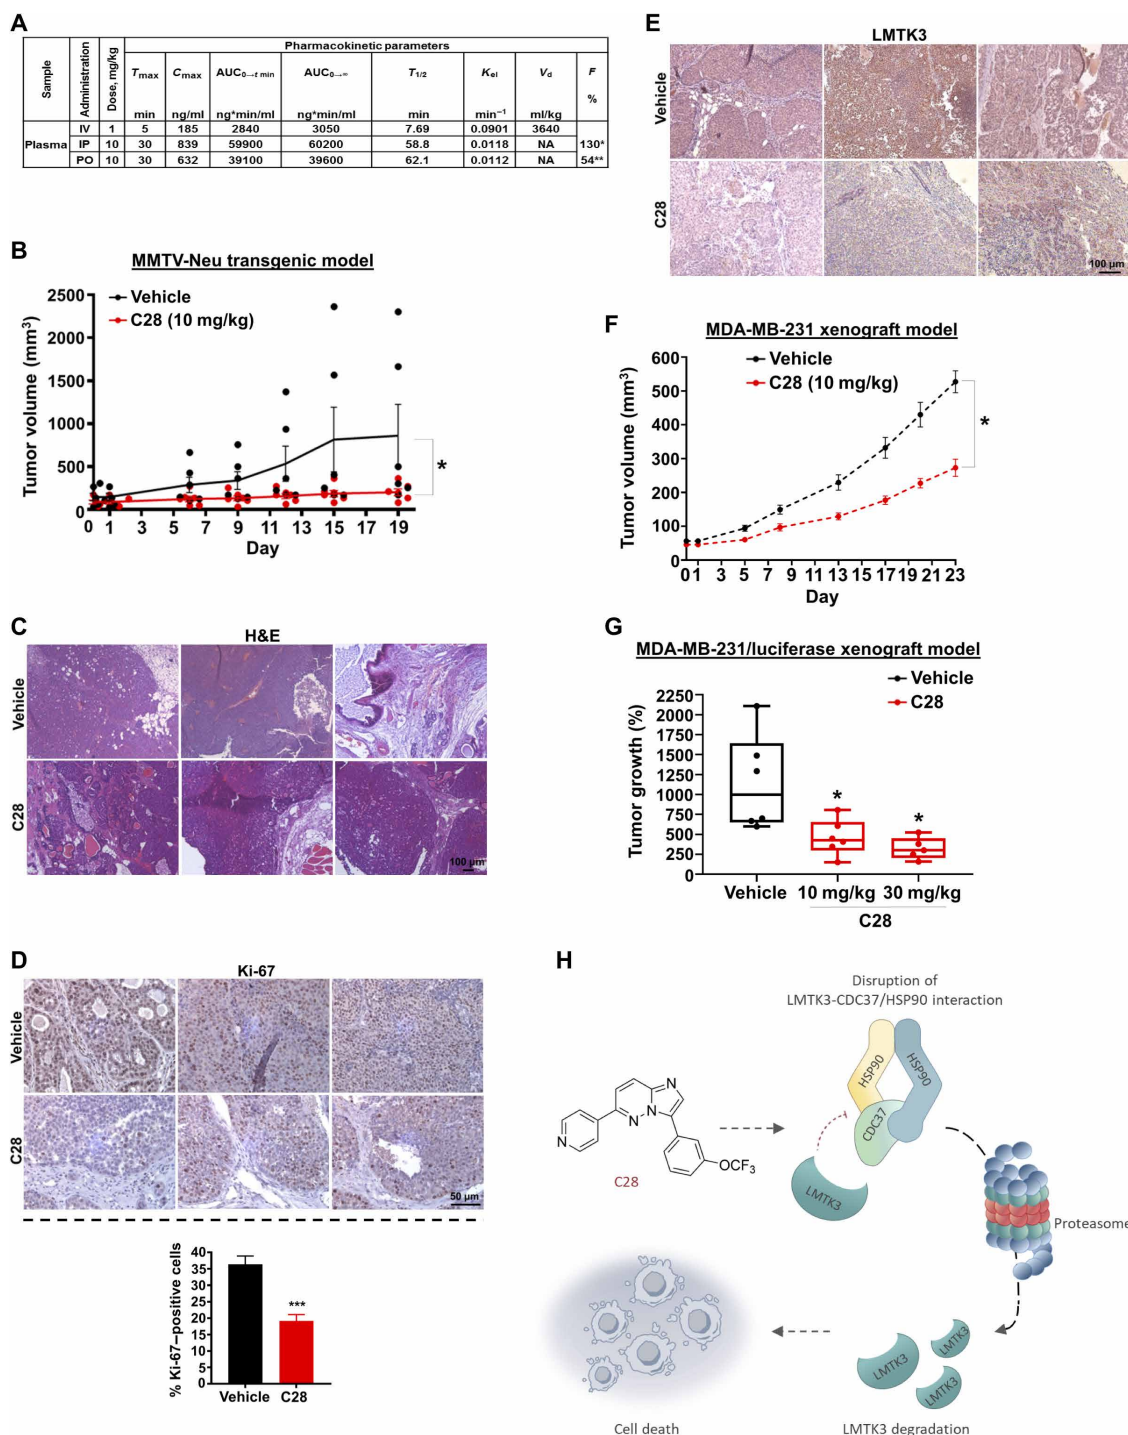 A
Sample
Administration
Dose, mg/kg
Pharmacokinetic parameters
Tmax Cmax AUC0→t min AUC0→∞ T1/2 Kel Vd F
%
min ng/ml ng*min/ml ng*min/ml min min−1 ml/kg
Plasma
IV 1 5 185 2840 3050 7.69 0.0901 3640
IP 10 30 839 59900 60200 58.8 0.0118 NA 130*
PO 10 30 632 39100 39600 62.1 0.0112 NA 54**
B
MMTV-Neu transgenic model
Vehicle
C28 (10 mg/kg)
Tumor volume (mm3)
2500
2000
1500
1000
500
0
*
0 1 3 5 7 9 11 13 15 17 19
Day
C
H&E
Vehicle
C28
100 μm
D
Ki-67
Vehicle
C28
50 μm
% Ki-67–positive cells
40
35
30
25
20
15
10
5
0
***
Vehicle C28
E
LMTK3
Vehicle
C28
100 μm
F
MDA-MB-231 xenograft model
Vehicle
C28 (10 mg/kg)
Tumor volume (mm3)
600
500
400
300
200
100
0
*
0 1 3 5 7 9 11 13 15 17 19 21 23
Day
G
MDA-MB-231/luciferase xenograft model
Vehicle
C28
Tumor growth (%)
2250
2000
1750
1500
1250
1000
750
500
250
0
*
*
Vehicle 10 mg/kg 30 mg/kg
C28
H
Disruption of
LMTK3-CDC37/HSP90 interaction
HSP90
HSP90
CDC37
LMTK3
N
N
N
N
OCF3
C28
Proteasome
LMTK3
LMTK3
LMTK3
Cell death
LMTK3 degradation